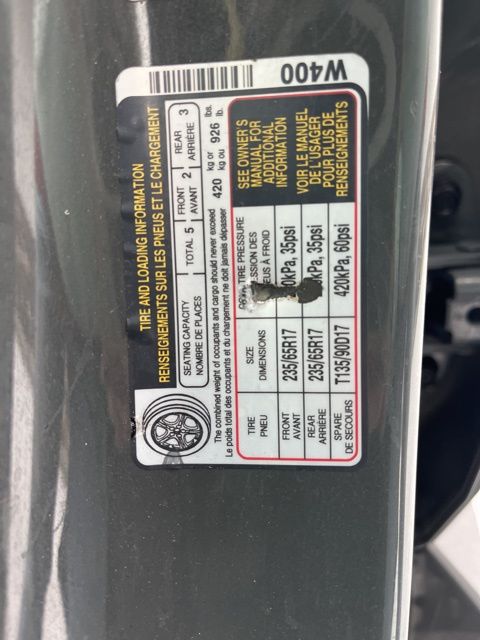 W400
TIRE AND LOADING INFORMATION
RENSEIGNEMENTS SUR LES PNEUS ET LE CHARGEMENT
SEATING CAPACITY
NOMBRE DE PLACES
TOTAL 5
FRONT 2
AVANT
REAR 3
ARRIÈRE
The combined weight of occupants and cargo should never exceed
Le poids total des occupants et du chargement ne doit jamais dépasser
420 kg or 926 lbs.
kg ou lb.
TIRE
PNEU
SIZE
DIMENSIONS
TIRE PRESSURE
DES
À FROID
SEE OWNER'S
MANUAL FOR
ADDITIONAL
INFORMATION
VOIR LE MANUEL
DE L'USAGER
POUR PLUS DE
RENSEIGNEMENTS
FRONT
AVANT
235/65R17
35psi
REAR
ARRIÈRE
235/65R17
kPa, 35psi
SPARE
DE SECOURS
T135/90D17
420kPa, 60psi